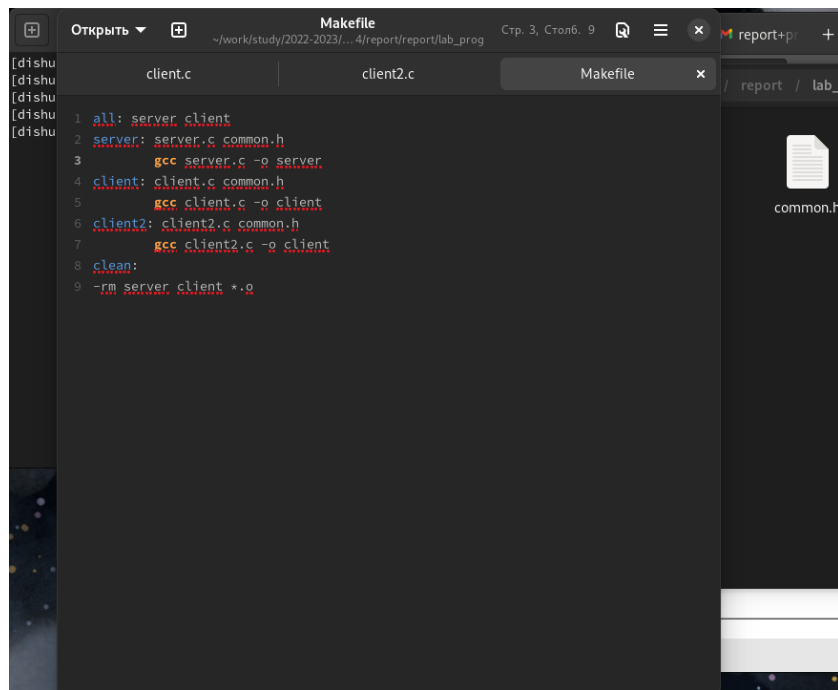 Открыть
Makefile
~/work/study/2022-2023/... 4/report/report/lab_prog
Стр. 3, Столб. 9
report+pr
[dishu
[dishu
[dishu
[dishu
[dishu
client.c
client2.c
Makefile
/ report / lab_
1 all: server client
2 server: server.c common.h
3 gcc server.c -o server
4 client: client.c common.h
5 gcc client.c -o client
6 client2: client2.c common.h
7 gcc client2.c -o client
8 clean:
9 -rm server client *.o
common.h